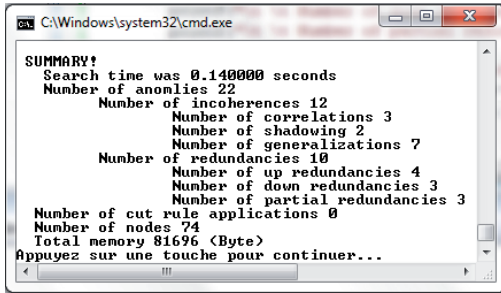 C:\Windows\system32\cmd.exe
SUMMARY!
Search time was 0.140000 seconds
Number of anomlies 22
Number of incoherences 12
Number of correlations 3
Number of shadowing 2
Number of generalizations 7
Number of redundancies 10
Number of up redundancies 4
Number of down redundancies 3
Number of partial redundancies 3
Number of cut rule applications 0
Number of nodes 74
Total memory 81696 (Byte)
Appuyez sur une touche pour continuer...